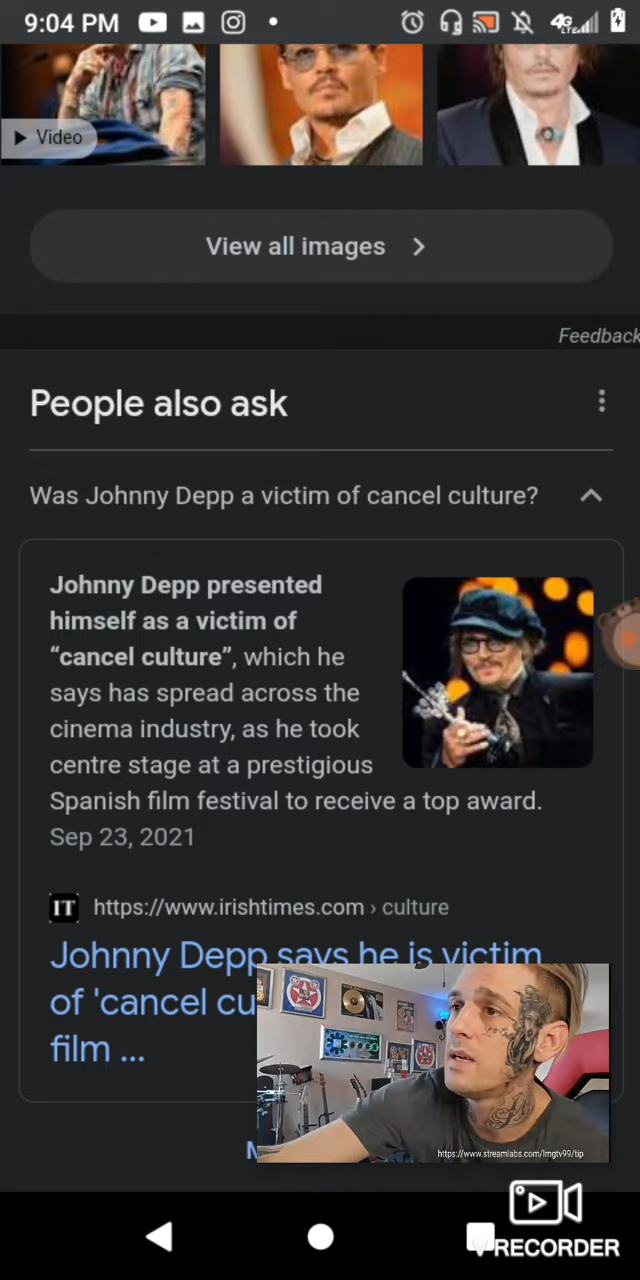 9:04 PM
4G
LTE
Video
View all images
Feedback
People also ask
Was Johnny Depp a victim of cancel culture?
Johnny Depp presented
himself as a victim of
“cancel culture”, which he
says has spread across the
cinema industry, as he took
centre stage at a prestigious
Spanish film festival to receive a top award.
Sep 23, 2021
IT https://www.irishtimes.com › culture
Johnny Depp says he is victim
of 'cancel cu
film ...
https://www.streamlabs.com/lmgtv99/tip
VRECORDER